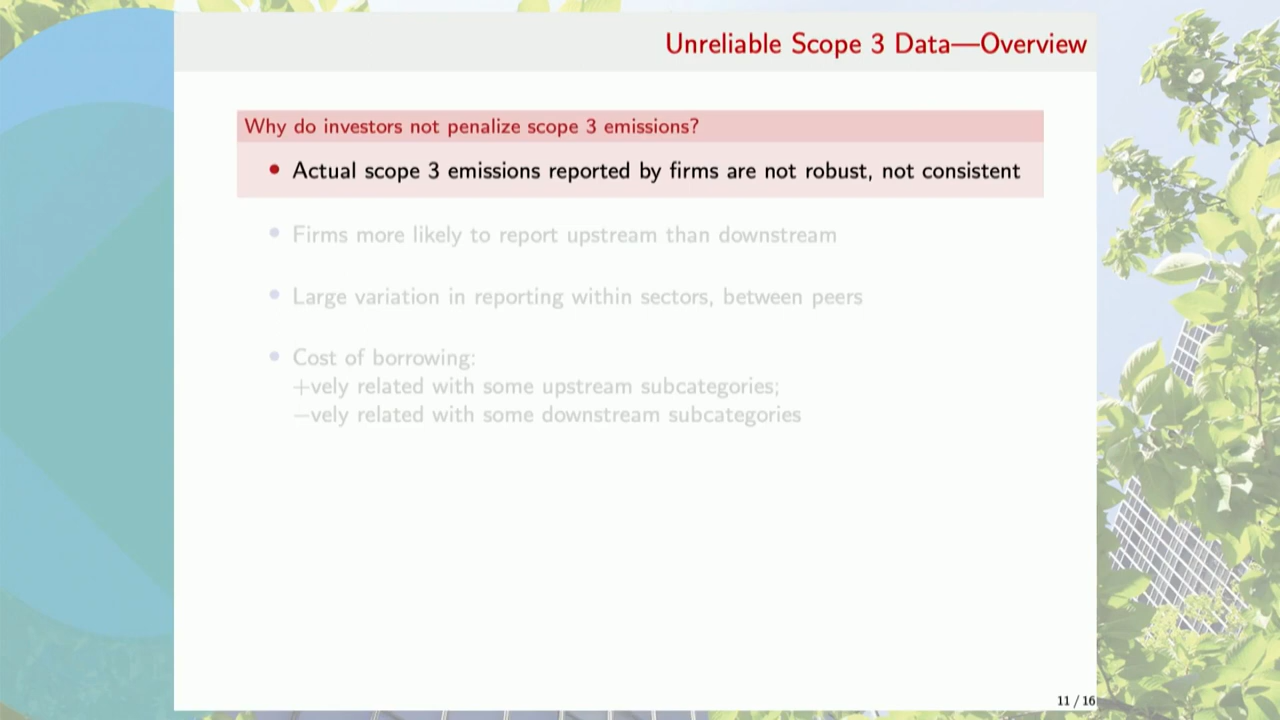 Unreliable Scope 3 Data—Overview
Why do investors not penalize scope 3 emissions?
• Actual scope 3 emissions reported by firms are not robust, not consistent
• Firms more likely to report upstream than downstream
• Large variation in reporting within sectors, between peers
• Cost of borrowing:
+vely related with some upstream subcategories;
−vely related with some downstream subcategories
11 / 16